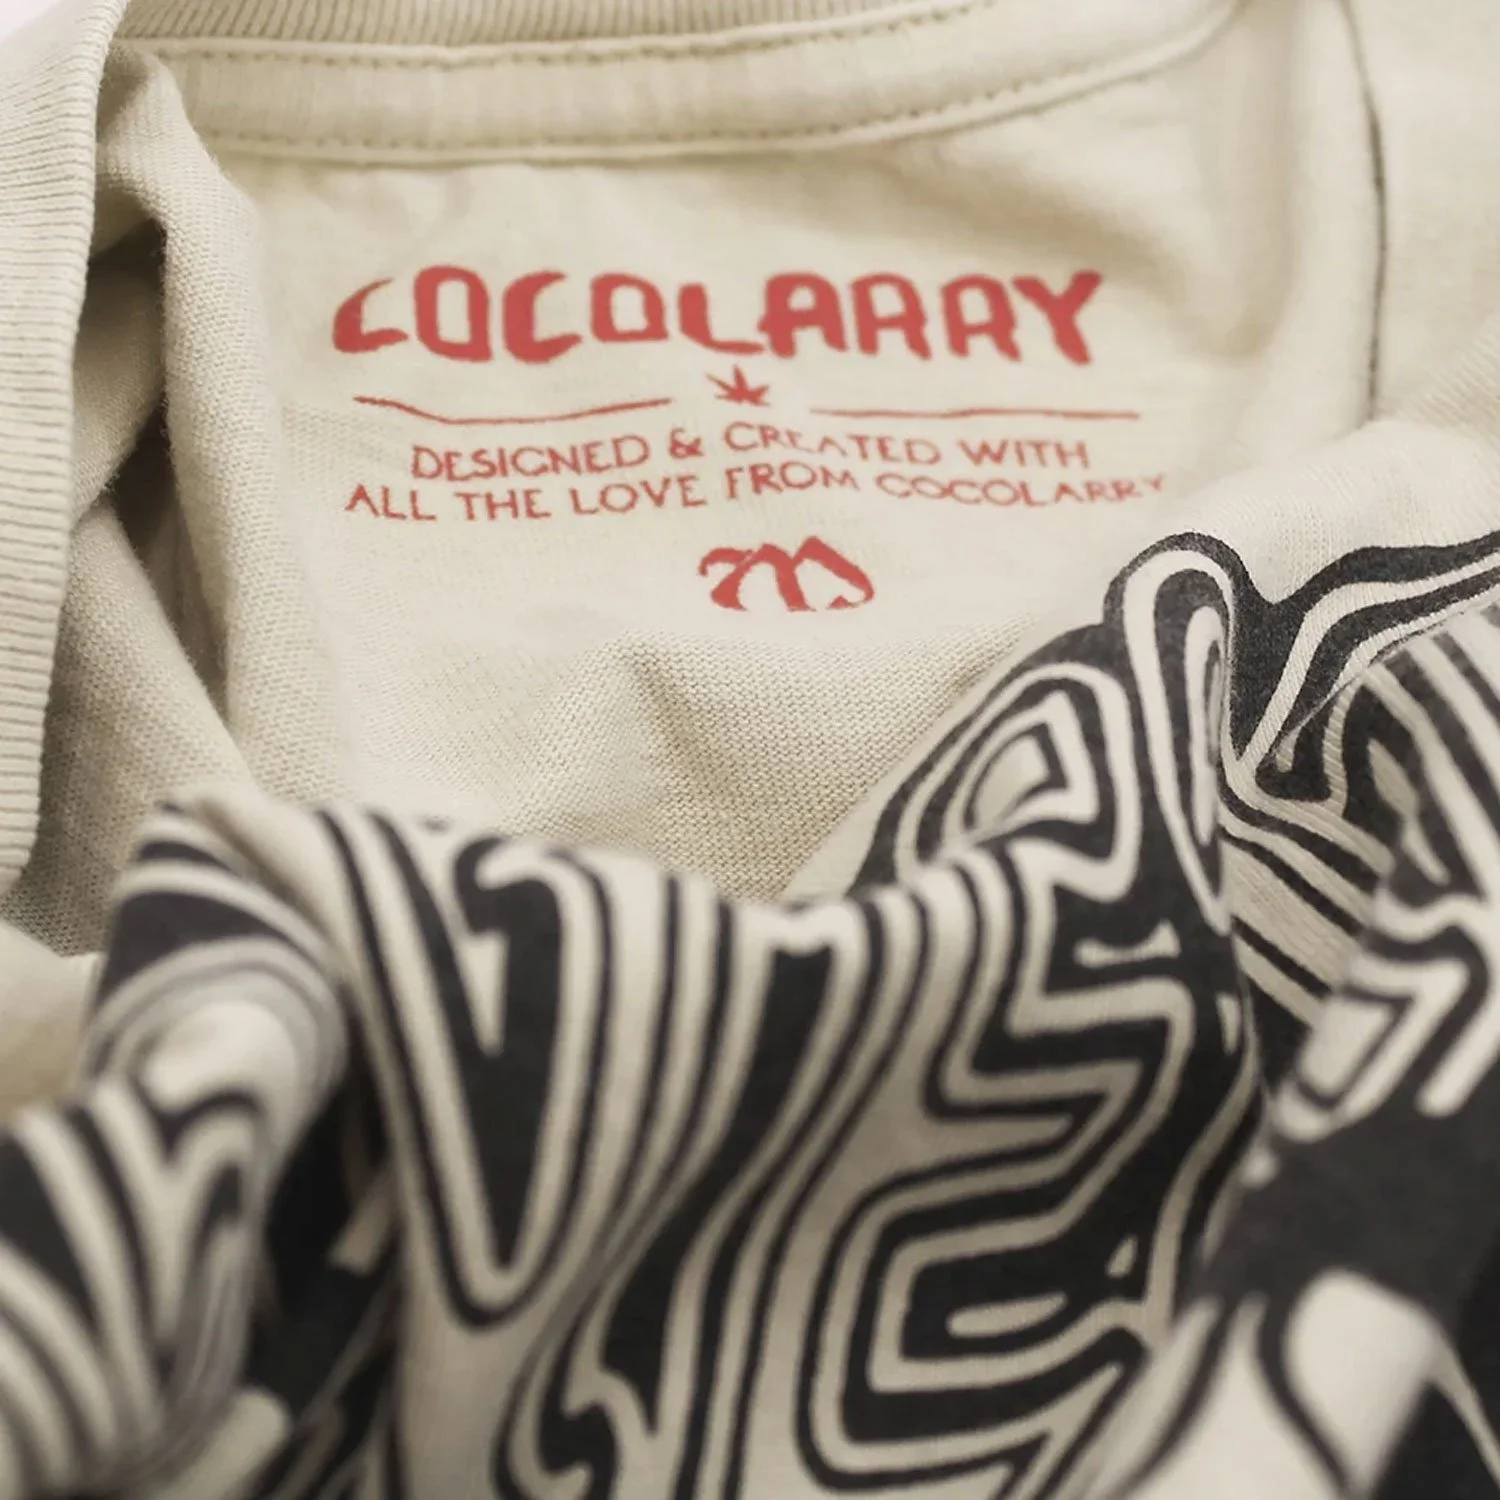 COCOLARRY
DESIGNED & CREATED WITH
ALL THE LOVE FROM COCOLARRY
M